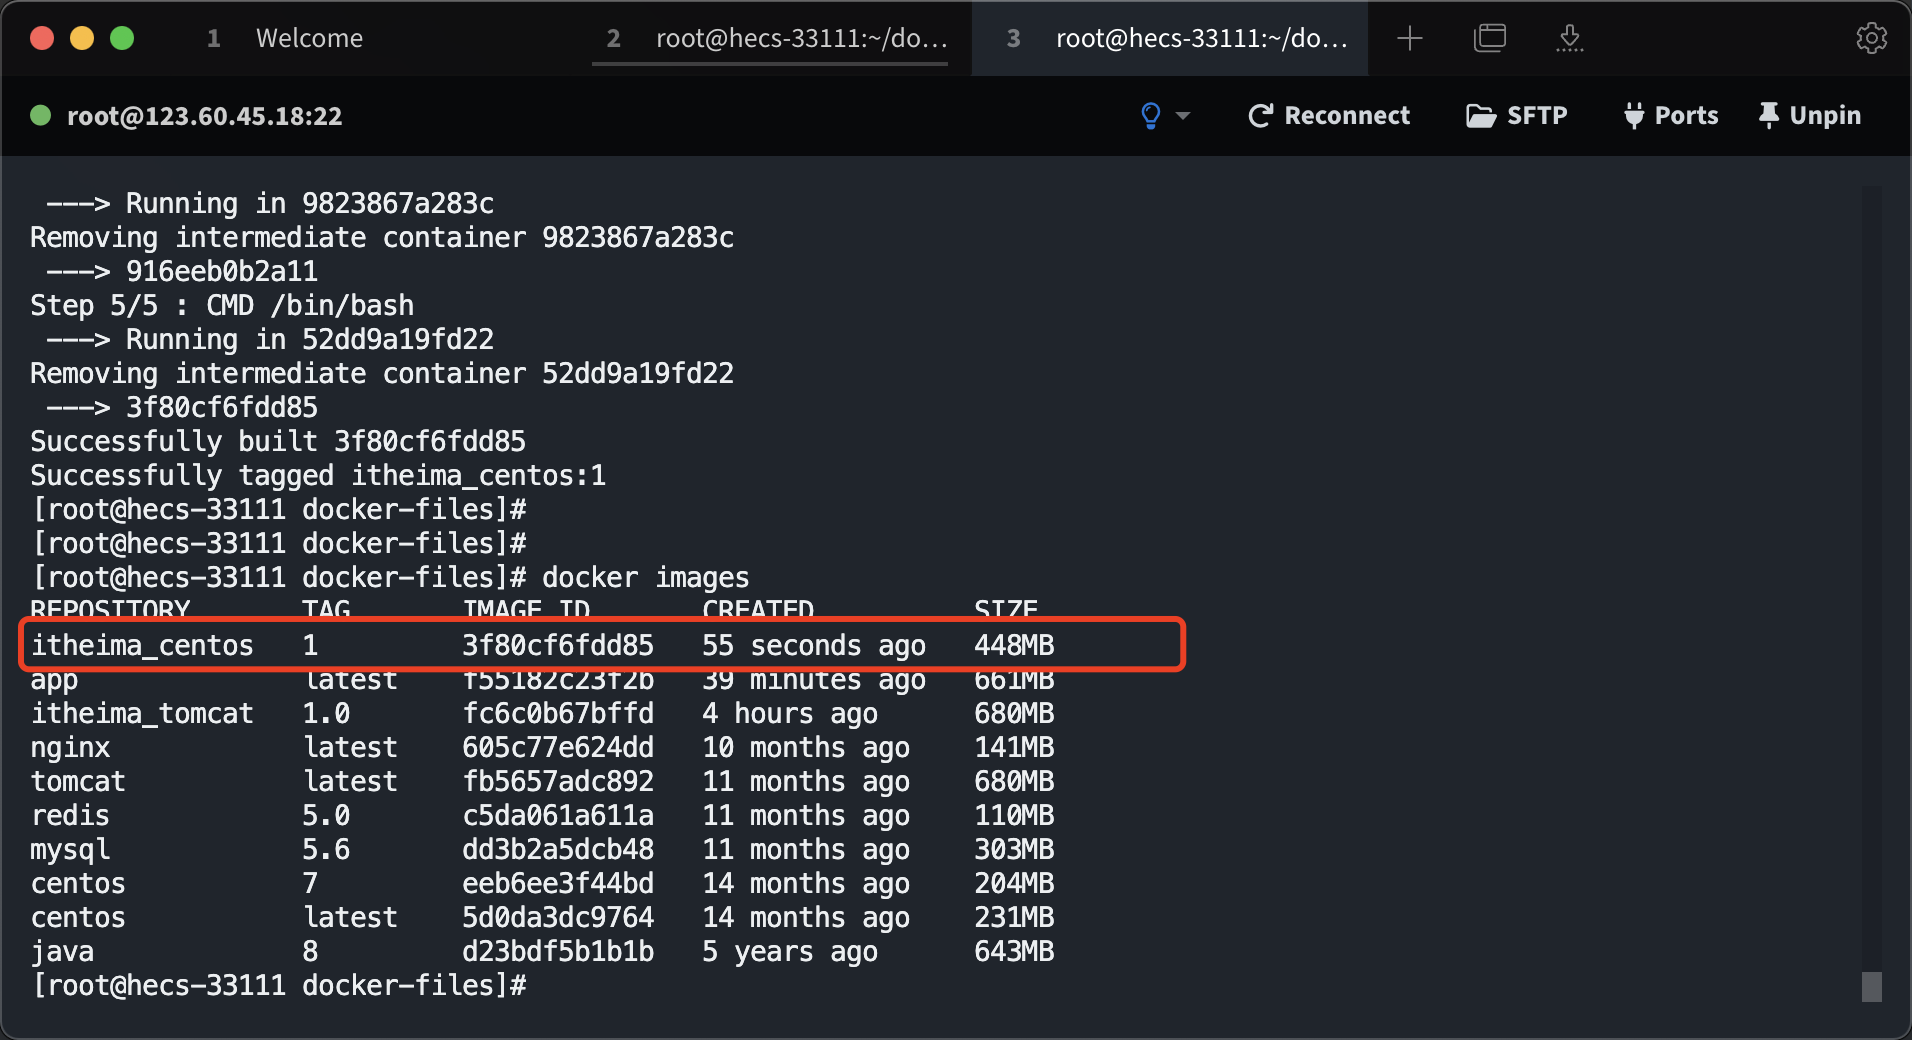 1 Welcome 2 root@hecs-33111:~/do... 3 root@hecs-33111:~/do...
root@123.60.45.18:22 Reconnect SFTP Ports Unpin
---> Running in 9823867a283c
Removing intermediate container 9823867a283c
---> 916eeb0b2a11
Step 5/5 : CMD /bin/bash
---> Running in 52dd9a19fd22
Removing intermediate container 52dd9a19fd22
---> 3f80cf6fdd85
Successfully built 3f80cf6fdd85
Successfully tagged itheima_centos:1
[root@hecs-33111 docker-files]#
[root@hecs-33111 docker-files]#
[root@hecs-33111 docker-files]# docker images
REPOSITORY TAG IMAGE ID CREATED SIZE
itheima_centos 1 3f80cf6fdd85 55 seconds ago 448MB
app latest f55182c23f2b 39 minutes ago 661MB
itheima_tomcat 1.0 fc6c0b67bffd 4 hours ago 680MB
nginx latest 605c77e624dd 10 months ago 141MB
tomcat latest fb5657adc892 11 months ago 680MB
redis 5.0 c5da061a611a 11 months ago 110MB
mysql 5.6 dd3b2a5dcb48 11 months ago 303MB
centos 7 eeb6ee3f44bd 14 months ago 204MB
centos latest 5d0da3dc9764 14 months ago 231MB
java 8 d23bdf5b1b1b 5 years ago 643MB
[root@hecs-33111 docker-files]#